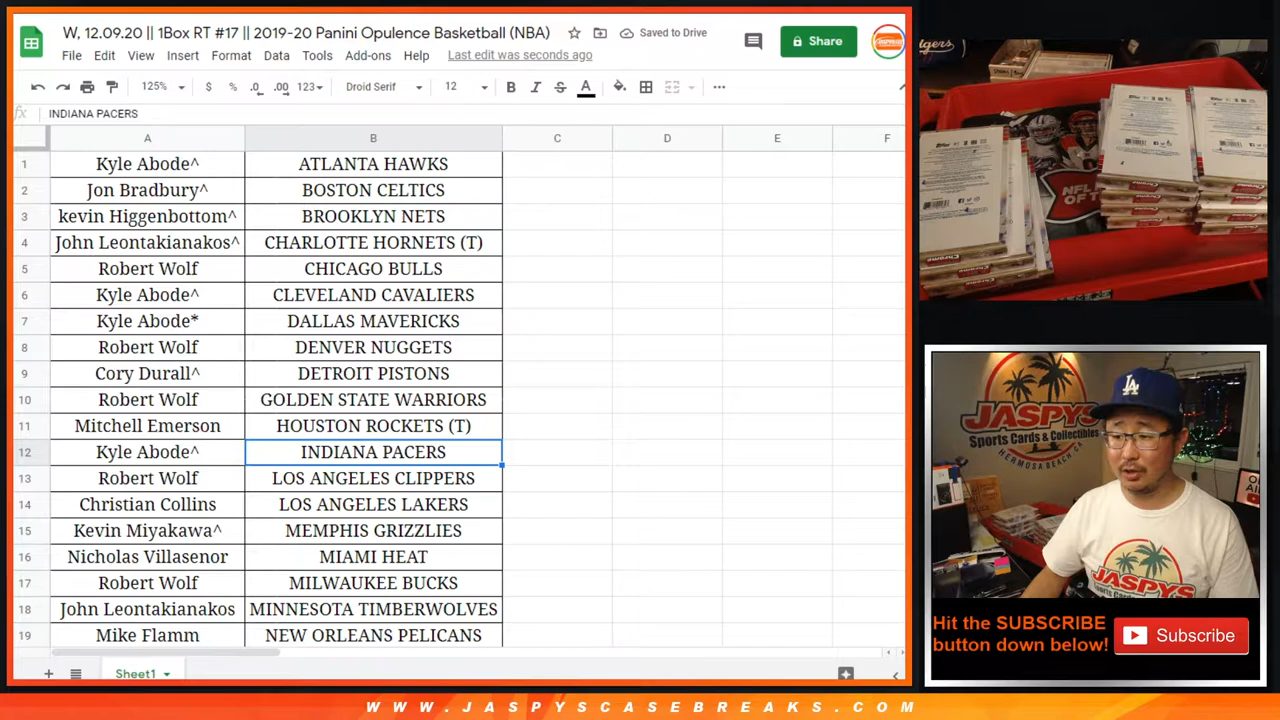 W, 12.09.20 || 1Box RT #17 || 2019-20 Panini Opulence Basketball (NBA)
Saved to Drive
Share
File Edit View Insert Format Data Tools Add-ons Help Last edit was seconds ago
125% $ % .0 .00 123 Droid Serif 12 B I S A
fx INDIANA PACERS
A B C D E F
1 Kyle Abode^ ATLANTA HAWKS
2 Jon Bradbury^ BOSTON CELTICS
3 kevin Higgenbottom^ BROOKLYN NETS
4 John Leontakianakos^ CHARLOTTE HORNETS (T)
5 Robert Wolf CHICAGO BULLS
6 Kyle Abode^ CLEVELAND CAVALIERS
7 Kyle Abode* DALLAS MAVERICKS
8 Robert Wolf DENVER NUGGETS
9 Cory Durall^ DETROIT PISTONS
10 Robert Wolf GOLDEN STATE WARRIORS
11 Mitchell Emerson HOUSTON ROCKETS (T)
12 Kyle Abode^ INDIANA PACERS
13 Robert Wolf LOS ANGELES CLIPPERS
14 Christian Collins LOS ANGELES LAKERS
15 Kevin Miyakawa^ MEMPHIS GRIZZLIES
16 Nicholas Villasenor MIAMI HEAT
17 Robert Wolf MILWAUKEE BUCKS
18 John Leontakianakos MINNESOTA TIMBERWOLVES
19 Mike Flamm NEW ORLEANS PELICANS
Sheet1
NFL
OF T
Chrome
Chrome
JASPYS
Sports Cards & Collectibles
HERMOSA BEACH, CA
LA
JASPYS
Hit the SUBSCRIBE
button down below!
Subscribe
WWW.JASPYSCASEBREAKS.COM